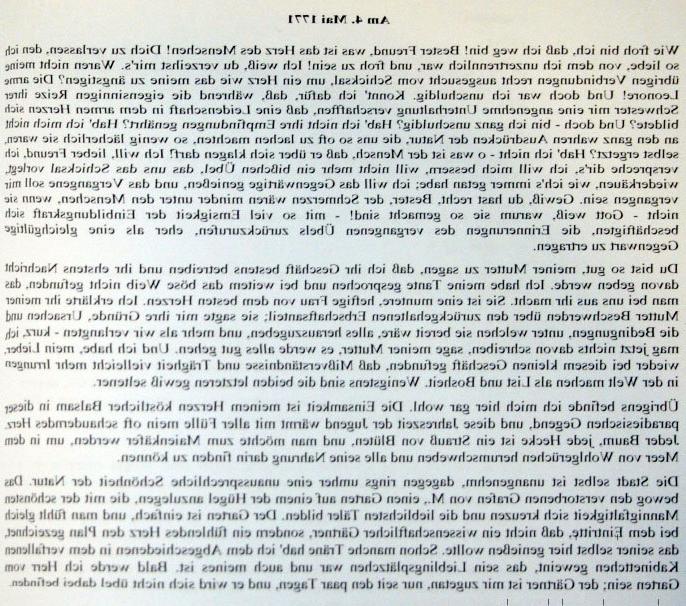 Am 4. Mai 1771
Wie froh bin ich, daß ich weg bin! Bester Freund, was ist das Herz des Menschen! Dich zu verlassen, den ich
so liebe, von dem ich unzertrennlich war, und froh zu sein! Ich weiß, du verzeihst mir's. Waren nicht meine
übrigen Verbindungen recht ausgesucht vom Schicksal, um ein Herz wie das meine zu ängstigen? Die arme
Leonore! Und doch war ich unschuldig. Konnt' ich dafür, daß, während die eigensinnigen Reize ihrer
Schwester mir eine angenehme Unterhaltung verschafften, daß eine Leidenschaft in dem armen Herzen sich
bildete? Und doch - bin ich ganz unschuldig? Hab' ich nicht ihre Empfindungen genährt? Hab' ich mich nicht
an den ganz wahren Ausdrücken der Natur, die uns so oft zu lachen machten, so wenig lächerlich sie waren,
selbst ergetzt? Hab' ich nicht - o was ist der Mensch, daß er über sich klagen darf! Ich will, lieber Freund, ich
verspreche dir's, ich will mich bessern, will nicht mehr ein bißchen Übel, das uns das Schicksal vorlegt,
wiederkäuen, wie ich's immer getan habe; ich will das Gegenwärtige genießen, und das Vergangene soll mir
vergangen sein. Gewiß, du hast recht, Bester, der Schmerzen wären minder unter den Menschen, wenn sie
nicht - Gott weiß, warum sie so gemacht sind! - mit so viel Emsigkeit der Einbildungskraft sich
beschäftigten, die Erinnerungen des vergangenen Übels zurückzurufen, eher als eine gleichgültige
Gegenwart zu ertragen.
Du bist so gut, meiner Mutter zu sagen, daß ich ihr Geschäft bestens betreiben und ihr ehstens Nachricht
davon geben werde. Ich habe meine Tante gesprochen und bei weitem das böse Weib nicht gefunden, das
man bei uns aus ihr macht. Sie ist eine muntere, heftige Frau von dem besten Herzen. Ich erklärte ihr meiner
Mutter Beschwerden über den zurückgehaltenen Erbschaftsanteil; sie sagte mir ihre Gründe, Ursachen und
die Bedingungen, unter welchen sie bereit wäre, alles herauszugeben, und mehr als wir verlangten - kurz, ich
mag jetzt nichts davon schreiben, sage meiner Mutter, es werde alles gut gehen. Und ich habe, mein Lieber,
wieder bei diesem kleinen Geschäft gefunden, daß Mißverständnisse und Trägheit vielleicht mehr Irrungen
in der Welt machen als List und Bosheit. Wenigstens sind die beiden letzteren gewiß seltener.
Übrigens befinde ich mich hier gar wohl. Die Einsamkeit ist meinem Herzen köstlicher Balsam in dieser
paradiesischen Gegend, und diese Jahreszeit der Jugend wärmt mit aller Fülle mein oft schauderndes Herz.
Jeder Baum, jede Hecke ist ein Strauß von Blüten, und man möchte zum Maienkäfer werden, um in dem
Meer von Wohlgerüchen herumschweben und alle seine Nahrung darin finden zu können.
Die Stadt selbst ist unangenehm, dagegen rings umher eine unaussprechliche Schönheit der Natur. Das
bewog den verstorbenen Grafen von M., einen Garten auf einem der Hügel anzulegen, die mit der schönsten
Mannigfaltigkeit sich kreuzen und die lieblichsten Täler bilden. Der Garten ist einfach, und man fühlt gleich
bei dem Eintritte, daß nicht ein wissenschaftlicher Gärtner, sondern ein fühlendes Herz den Plan gezeichnet,
das seiner selbst hier genießen wollte. Schon manche Träne hab' ich dem Abgeschiedenen in dem verfallenen
Kabinettchen geweint, das sein Lieblingsplätzchen war und auch meines ist. Bald werde ich Herr vom
Garten sein; der Gärtner ist mir zugetan, nur seit den paar Tagen, und er wird sich nicht übel dabei befinden.